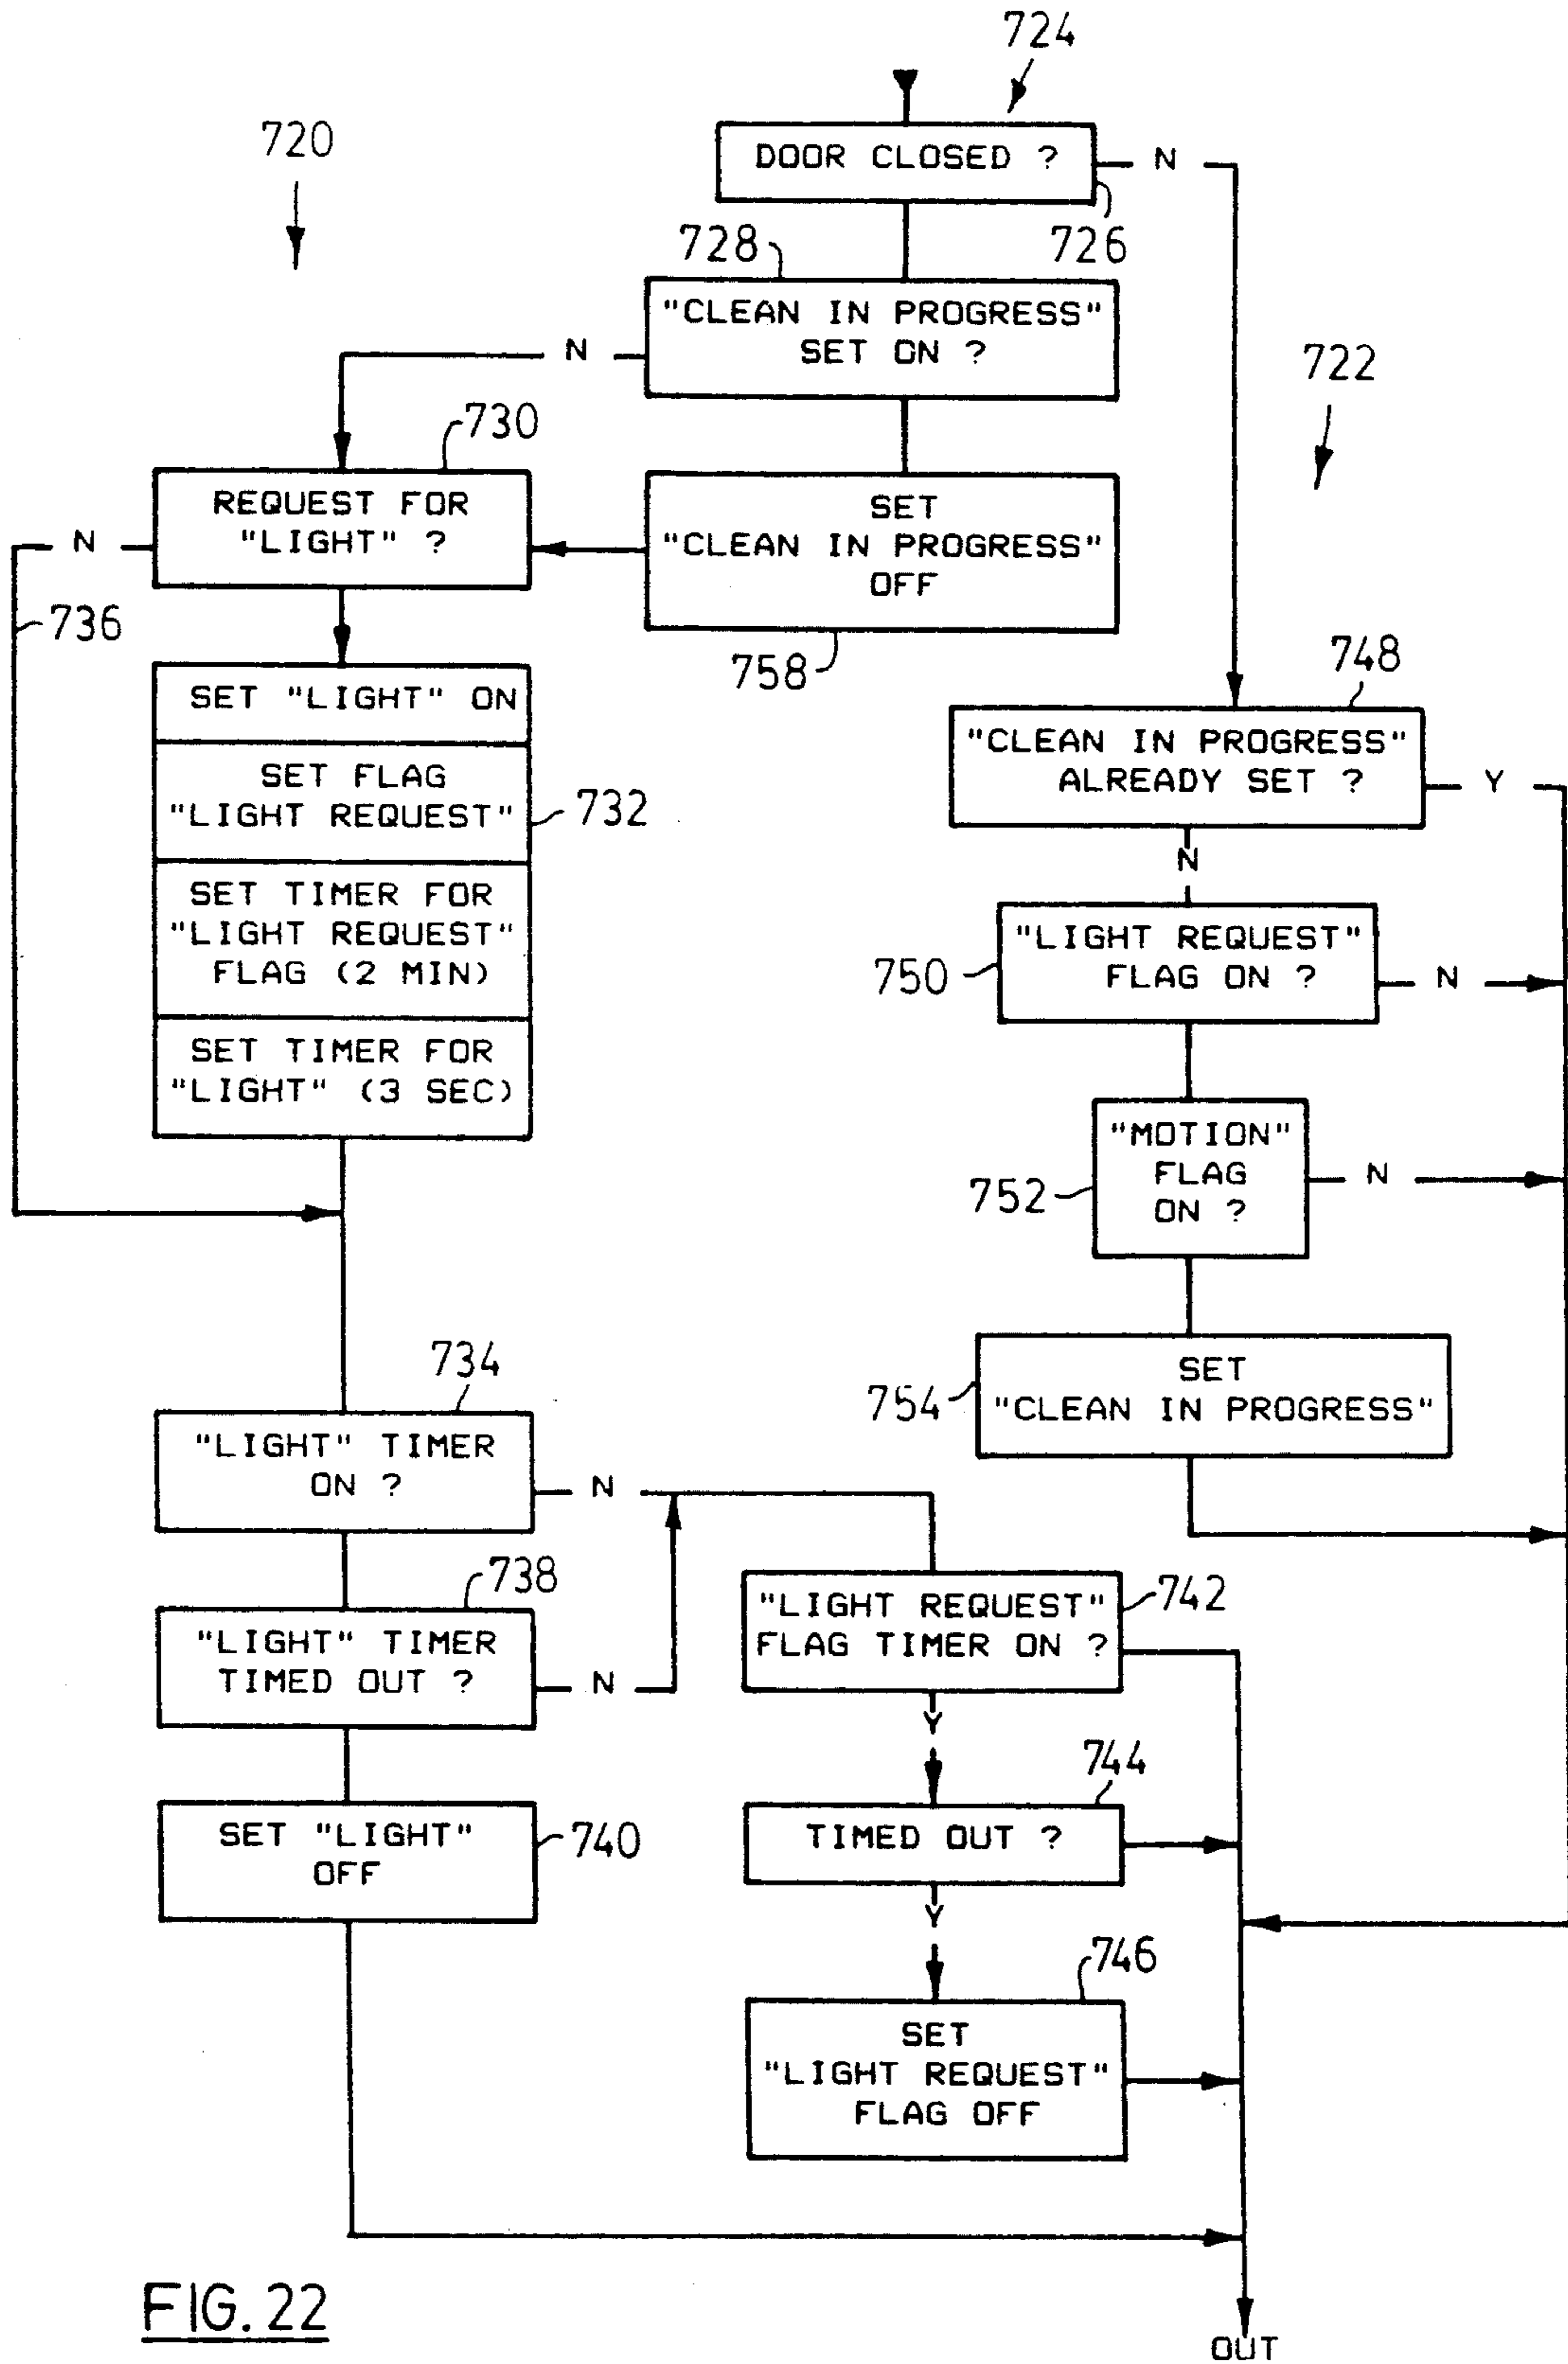 724
720
DOOR CLOSED ?
N
726
728
"CLEAN IN PROGRESS"
SET ON ?
N
722
730
REQUEST FOR
"LIGHT" ?
N
SET
"CLEAN IN PROGRESS"
OFF
736
758
SET "LIGHT" ON
SET FLAG
"LIGHT REQUEST"
732
SET TIMER FOR
"LIGHT REQUEST"
FLAG (2 MIN)
SET TIMER FOR
"LIGHT" (3 SEC)
748
"CLEAN IN PROGRESS"
ALREADY SET ?
Y
N
"LIGHT REQUEST"
FLAG ON ?
750
N
"MOTION"
FLAG
ON ?
752
N
SET
"CLEAN IN PROGRESS"
754
734
"LIGHT" TIMER
ON ?
N
738
"LIGHT" TIMER
TIMED OUT ?
N
742
"LIGHT REQUEST"
FLAG TIMER ON ?
Y
744
TIMED OUT ?
Y
SET "LIGHT"
OFF
740
746
SET
"LIGHT REQUEST"
FLAG OFF
FIG. 22
OUT